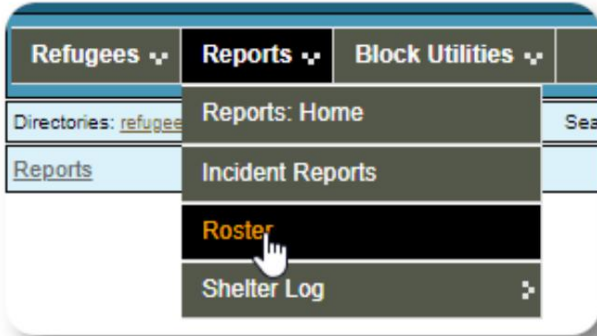 Refugees Reports Block Utilities
Reports: Home
Directories: refugee Sea
Reports
Incident Reports
Roster
Shelter Log